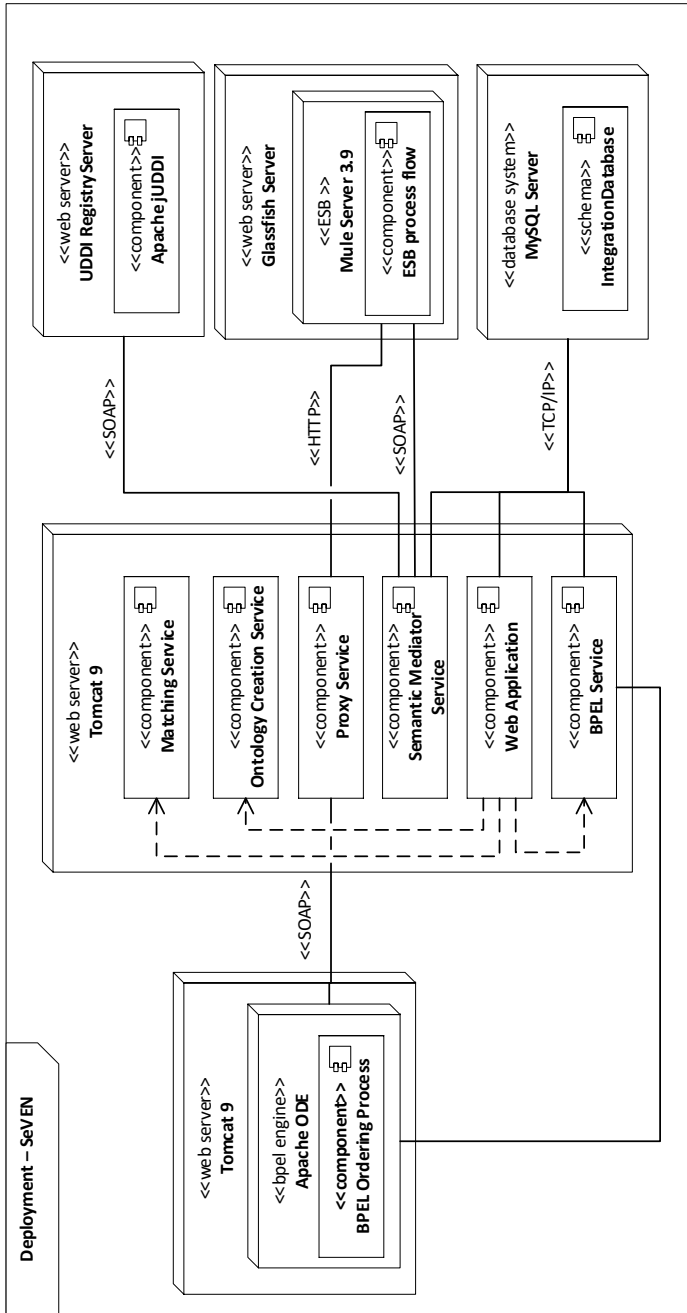 Deployment – SeVEN
<<web server>>
Tomcat 9
<<bpel engine>>
Apache ODE
<<component>>
BPEL Ordering Process
<<SOAP>>
<<web server>>
Tomcat 9
<<component>>
Matching Service
<<component>>
Ontology Creation Service
<<component>>
Proxy Service
<<component>>
Semantic Mediator
Service
<<component>>
Web Application
<<component>>
BPEL Service
<<SOAP>>
<<HTTP>>
<<SOAP>>
<<TCP/IP>>
<<web server>>
UDDI Registry Server
<<component>>
Apache jUDDI
<<web server>>
Glassfish Server
<<ESB >>
Mule Server 3.9
<<component>>
ESB process flow
<<database system>>
MySQL Server
<<schema>>
IntegrationDatabase